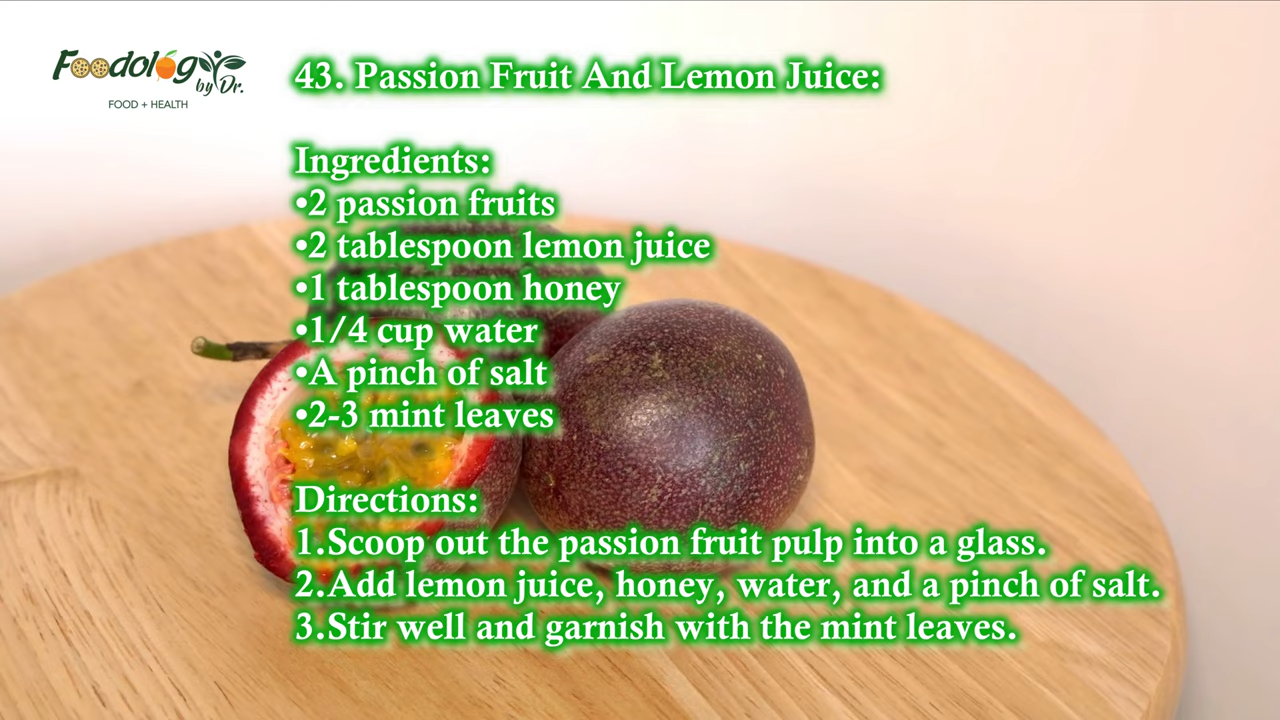 Foodology
by Dr.
FOOD + HEALTH
43. Passion Fruit And Lemon Juice:
Ingredients:
•2 passion fruits
•2 tablespoon lemon juice
•1 tablespoon honey
•1/4 cup water
•A pinch of salt
•2-3 mint leaves
Directions:
1.Scoop out the passion fruit pulp into a glass.
2.Add lemon juice, honey, water, and a pinch of salt.
3.Stir well and garnish with the mint leaves.